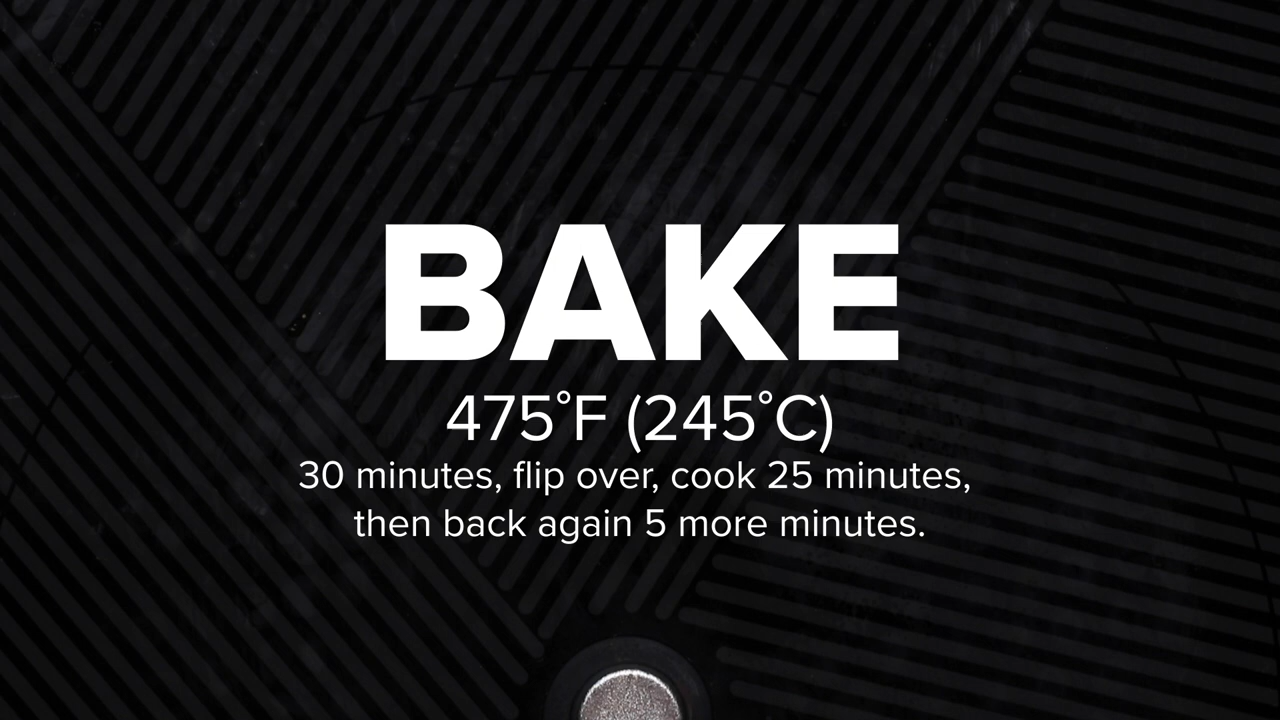 BAKE
475°F (245°C)
30 minutes, flip over, cook 25 minutes,
then back again 5 more minutes.